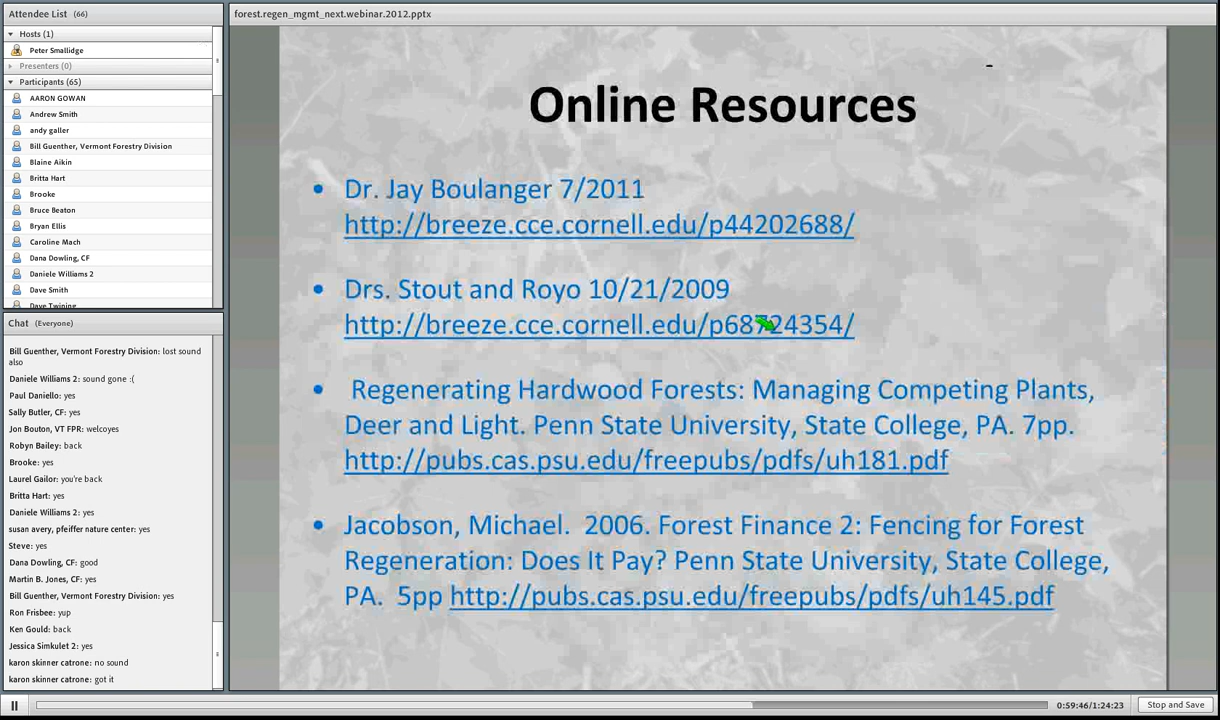 Attendee List (66)
Hosts (1)
Peter Smallidge
Presenters (0)
Participants (65)
AARON GOWAN
Andrew Smith
andy galler
Bill Guenther, Vermont Forestry Division
Blaine Aikin
Britta Hart
Brooke
Bruce Beaton
Bryan Ellis
Caroline Mach
Dana Dowling, CF
Daniele Williams 2
Dave Smith
Dave Twining
Chat (Everyone)
Bill Guenther, Vermont Forestry Division: lost sound
also
Daniele Williams 2: sound gone :(
Paul Daniello: yes
Sally Butler, CF: yes
Jon Bouton, VT FPR: welcoyes
Robyn Bailey: back
Brooke: yes
Laurel Gailor: you're back
Britta Hart: yes
Daniele Williams 2: yes
susan avery, pfeiffer nature center: yes
Steve: yes
Dana Dowling, CF: good
Martin B. Jones, CF: yes
Bill Guenther, Vermont Forestry Division: yes
Ron Frisbee: yup
Ken Gould: back
Jessica Simkulet 2: yes
karon skinner catrone: no sound
karon skinner catrone: got it
forest.regen_mgmt_next.webinar.2012.pptx
Online Resources
• Dr. Jay Boulanger 7/2011
http://breeze.cce.cornell.edu/p44202688/
• Drs. Stout and Royo 10/21/2009
http://breeze.cce.cornell.edu/p68724354/
• Regenerating Hardwood Forests: Managing Competing Plants,
Deer and Light. Penn State University, State College, PA. 7pp.
http://pubs.cas.psu.edu/freepubs/pdfs/uh181.pdf
• Jacobson, Michael. 2006. Forest Finance 2: Fencing for Forest
Regeneration: Does It Pay? Penn State University, State College,
PA. 5pp http://pubs.cas.psu.edu/freepubs/pdfs/uh145.pdf
0:59:46/1:24:23
Stop and Save